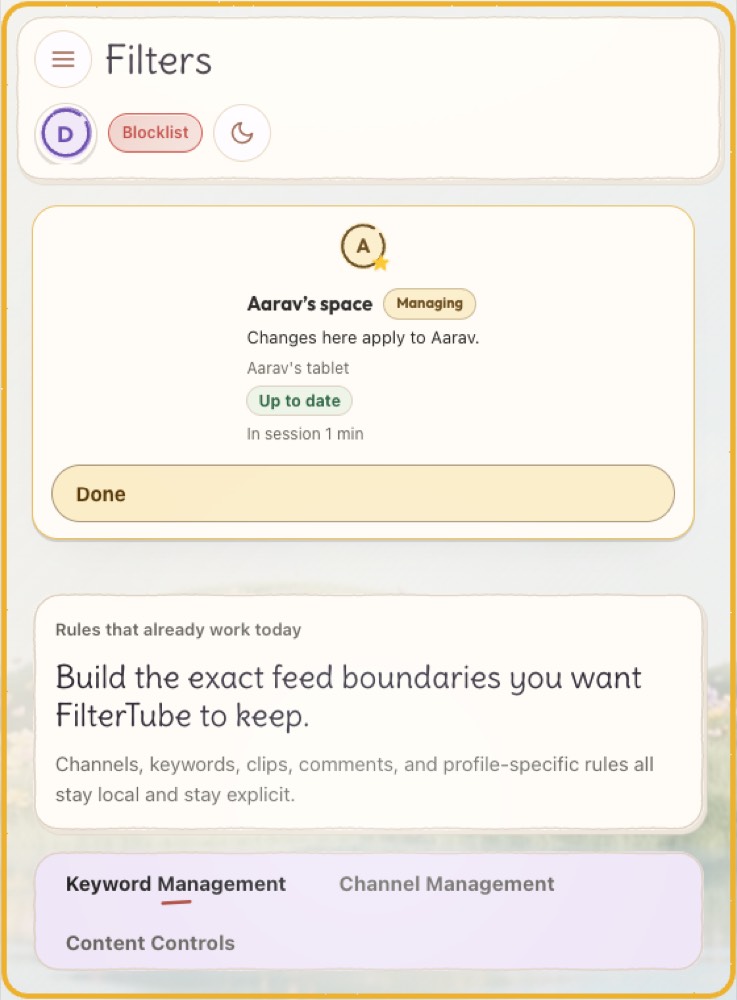 Filters
D
Blocklist
A
Aarav's space
Managing
Changes here apply to Aarav.
Aarav's tablet
Up to date
In session 1 min
Done
Rules that already work today
Build the exact feed boundaries you want
FilterTube to keep.
Channels, keywords, clips, comments, and profile-specific rules all
stay local and stay explicit.
Keyword Management
Channel Management
Content Controls